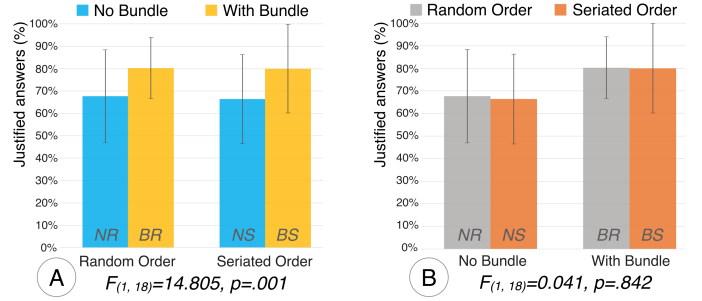 No Bundle With Bundle
Justified answers (%)
100%
90%
80%
70%
60%
50%
40%
30%
20%
10%
0%
NR BR NS BS
Random Order Seriated Order
A F(1, 18)=14.805, p=.001
Random Order Seriated Order
Justified answers (%)
100%
90%
80%
70%
60%
50%
40%
30%
20%
10%
0%
NR NS BR BS
No Bundle With Bundle
B F(1, 18)=0.041, p=.842